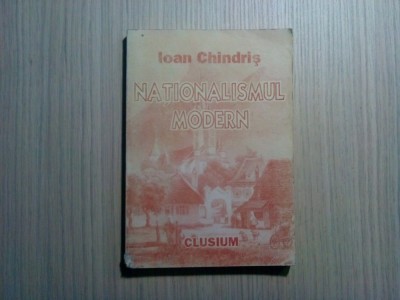 Ioan Chindriş
NAŢIONALISMUL
MODERN
CLUSIUM